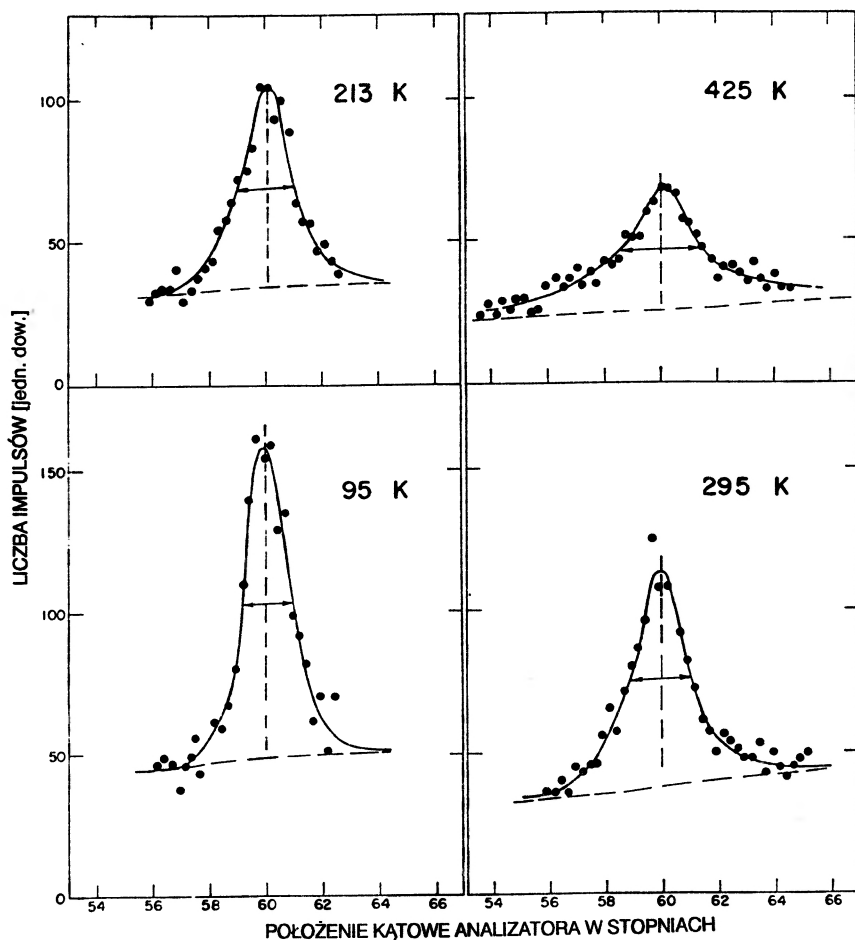 213 K
425 K
100
50
0
LICZBA IMPULSÓW [jedn. dow.]
95 K
295 K
150
100
50
0
54 56 58 60 62 64 66 54 56 58 60 62 64 66
POŁOŻENIE KĄTOWE ANALIZATORA W STOPNIACH